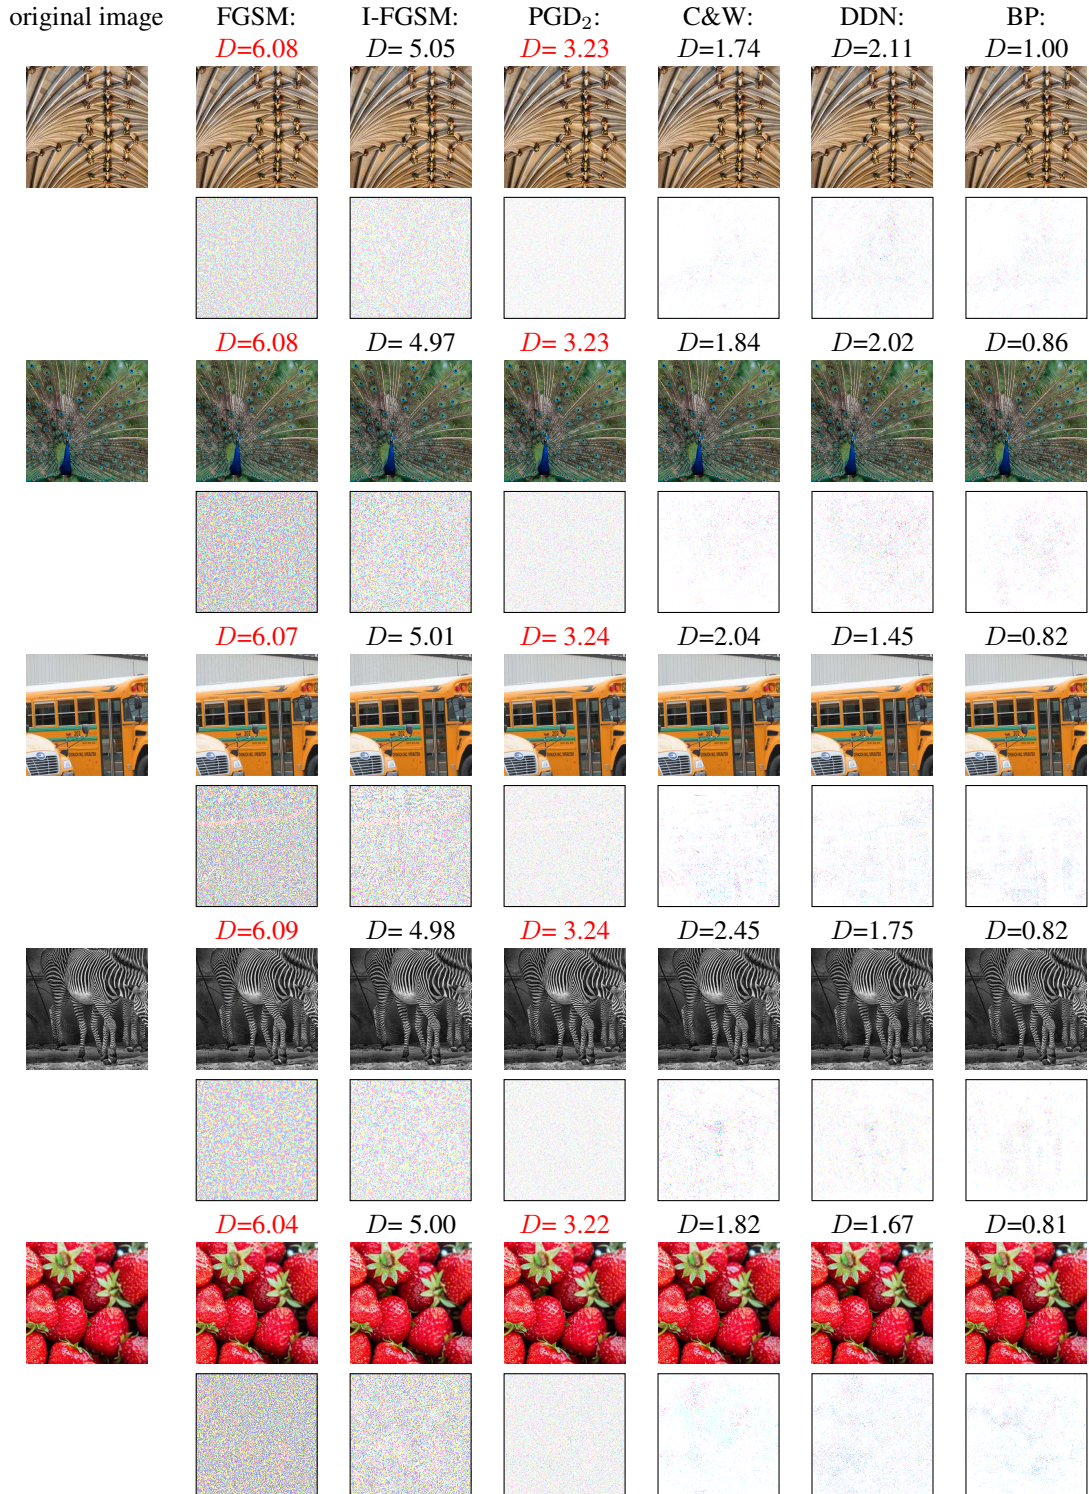 original image FGSM: I-FGSM: PGD₂: C&W: DDN: BP:
D=6.08 D= 5.05 D= 3.23 D=1.74 D=2.11 D=1.00
D=6.08 D= 4.97 D= 3.23 D=1.84 D=2.02 D=0.86
D=6.07 D= 5.01 D= 3.24 D=2.04 D=1.45 D=0.82
D=6.09 D= 4.98 D= 3.24 D=2.45 D=1.75 D=0.82
D=6.04 D= 5.00 D= 3.22 D=1.82 D=1.67 D=0.81